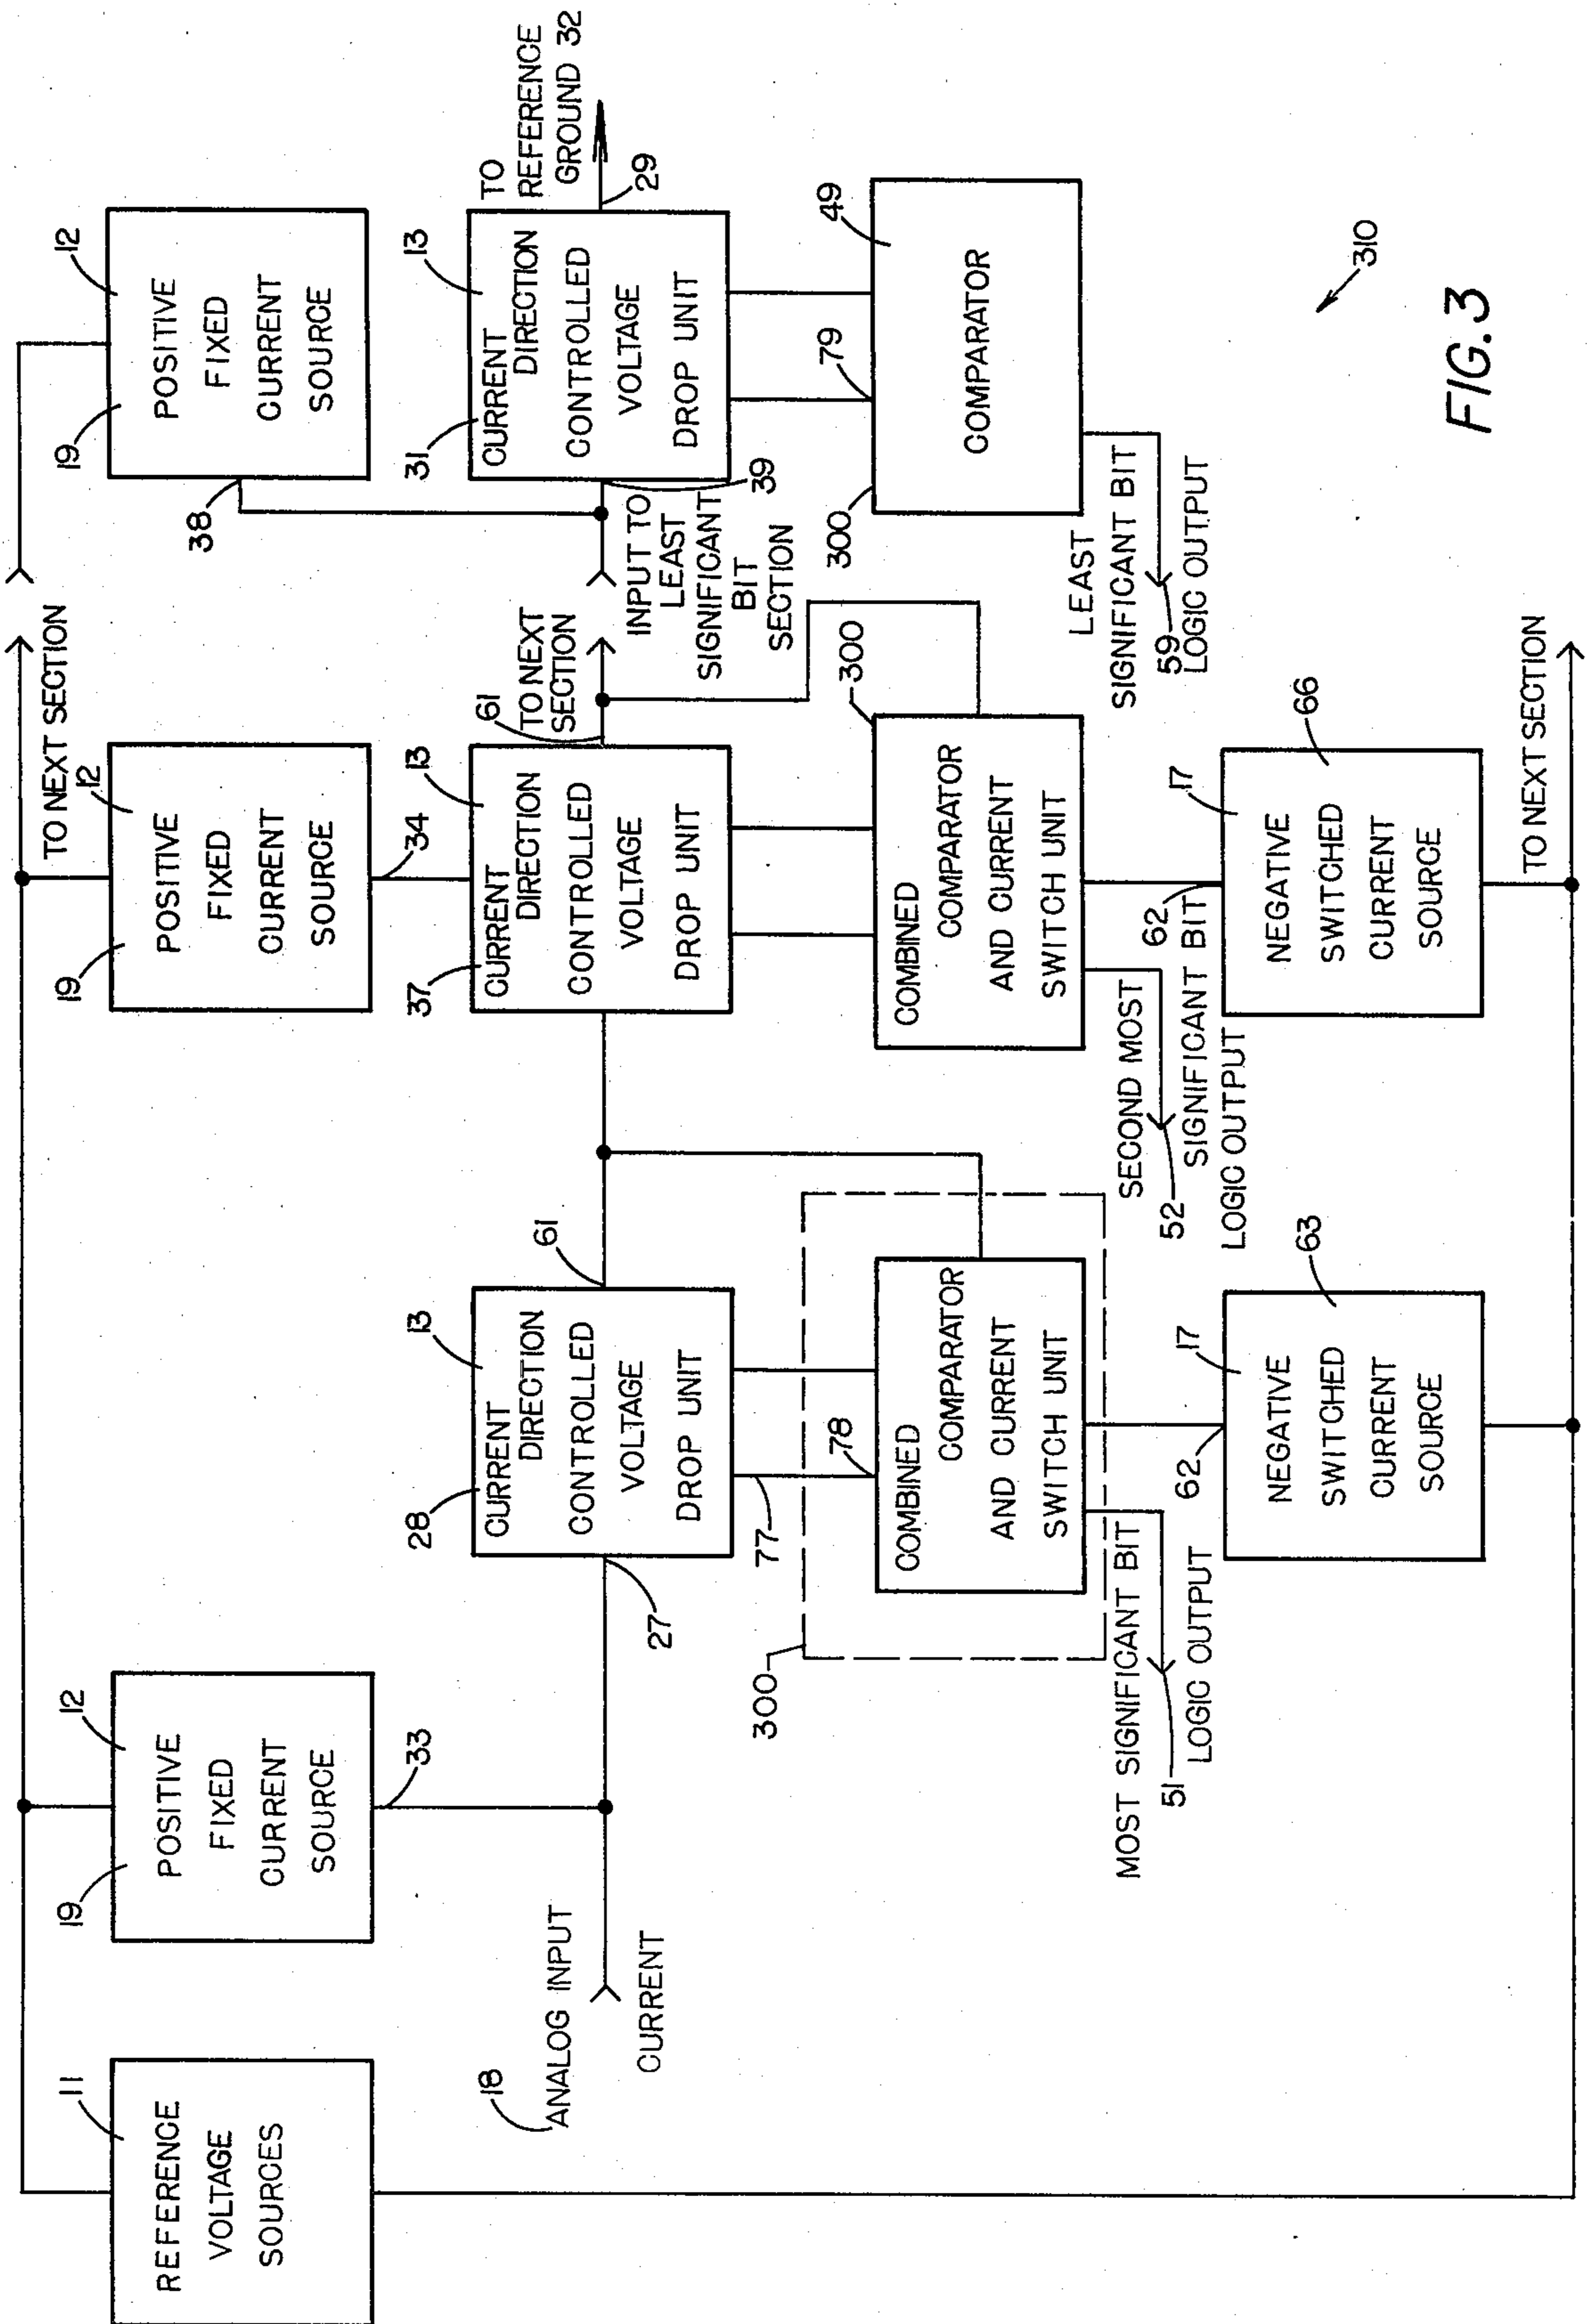 11
REFERENCE
VOLTAGE
SOURCES
18
ANALOG INPUT
CURRENT
12
19
POSITIVE
FIXED
CURRENT
SOURCE
33
27
13
28
CURRENT
DIRECTION
CONTROLLED
VOLTAGE
DROP UNIT
61
77
78
300
COMBINED
COMPARATOR
AND CURRENT
SWITCH UNIT
MOST SIGNIFICANT BIT
51
LOGIC OUTPUT
62
17
63
NEGATIVE
SWITCHED
CURRENT
SOURCE
TO NEXT SECTION
12
19
POSITIVE
FIXED
CURRENT
SOURCE
34
13
37
CURRENT
DIRECTION
CONTROLLED
VOLTAGE
DROP UNIT
61
TO NEXT
SECTION
300
COMBINED
COMPARATOR
AND CURRENT
SWITCH UNIT
SECOND MOST
52
SIGNIFICANT BIT
LOGIC OUTPUT
62
17
66
NEGATIVE
SWITCHED
CURRENT
SOURCE
TO NEXT SECTION
12
19
POSITIVE
FIXED
CURRENT
SOURCE
38
INPUT TO
LEAST
SIGNIFICANT
BIT
SECTION
39
13
31
CURRENT
DIRECTION
CONTROLLED
VOLTAGE
DROP UNIT
TO
REFERENCE
GROUND 32
29
79
49
300
COMPARATOR
LEAST
SIGNIFICANT BIT
59
LOGIC OUTPUT
310
FIG. 3